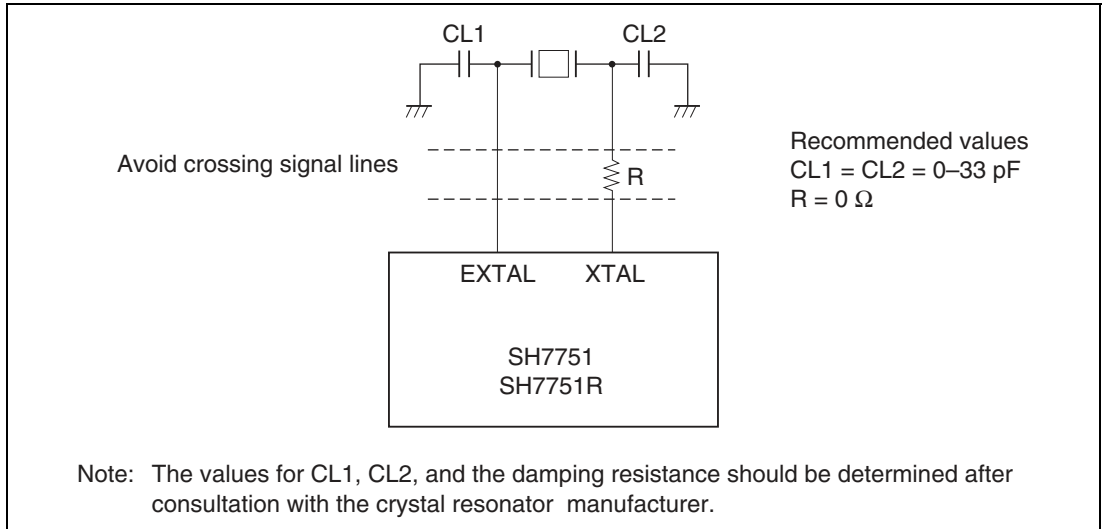 CL1
CL2
Avoid crossing signal lines
R
Recommended values
CL1 = CL2 = 0–33 pF
R = 0 Ω
EXTAL
XTAL
SH7751
SH7751R
Note: The values for CL1, CL2, and the damping resistance should be determined after
consultation with the crystal resonator manufacturer.